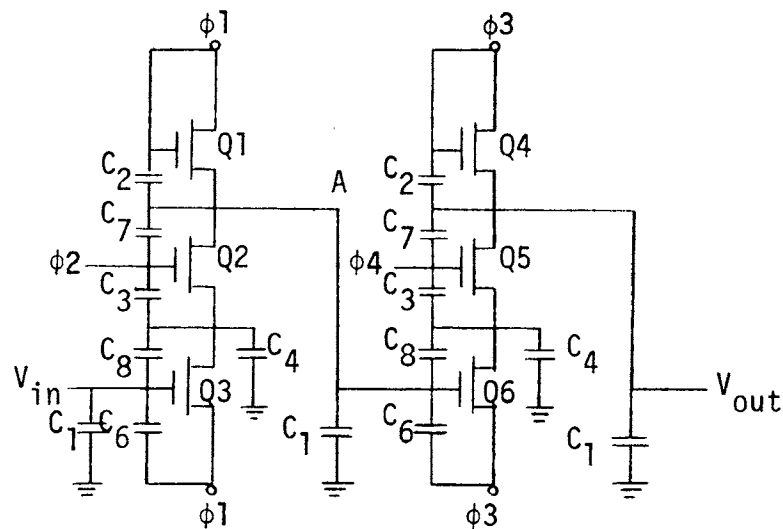 ϕ1 ϕ3
Q1 Q4
C2 A C2
C7 C7
ϕ2 Q2 ϕ4 Q5
C3 C3
C8 C4 C8 C4
Vin Q3 Q6 Vout
C1 C6 C1 C6 C1
ϕ1 ϕ3